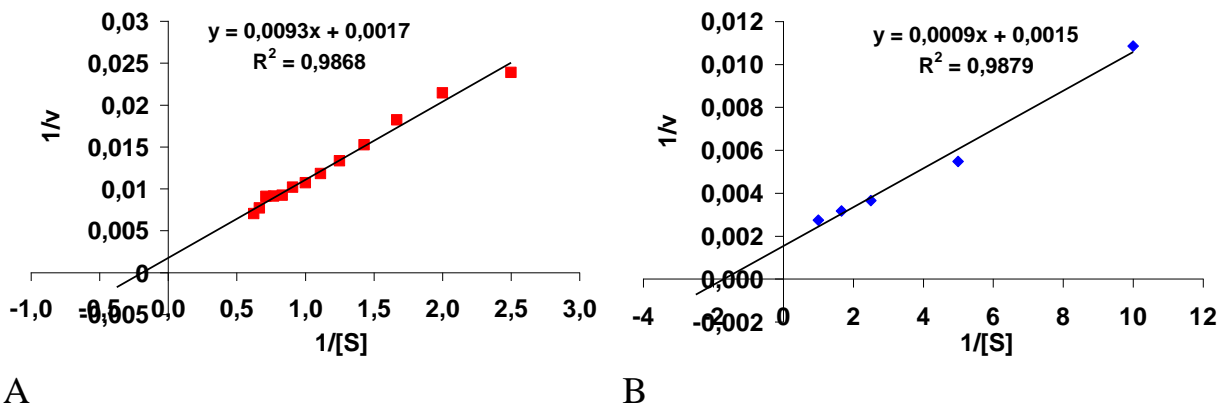 y = 0,0093x + 0,0017
R² = 0,9868
0,03
0,025
0,02
0,015
0,01
0,005
0
-0,005
1/v
-1,0 -0,5 0,0 0,5 1,0 1,5 2,0 2,5 3,0
1/[S]
A
y = 0,0009x + 0,0015
R² = 0,9879
0,012
0,010
0,008
0,006
0,004
0,002
0,000
-0,002
1/v
-4 -2 0 2 4 6 8 10 12
1/[S]
B